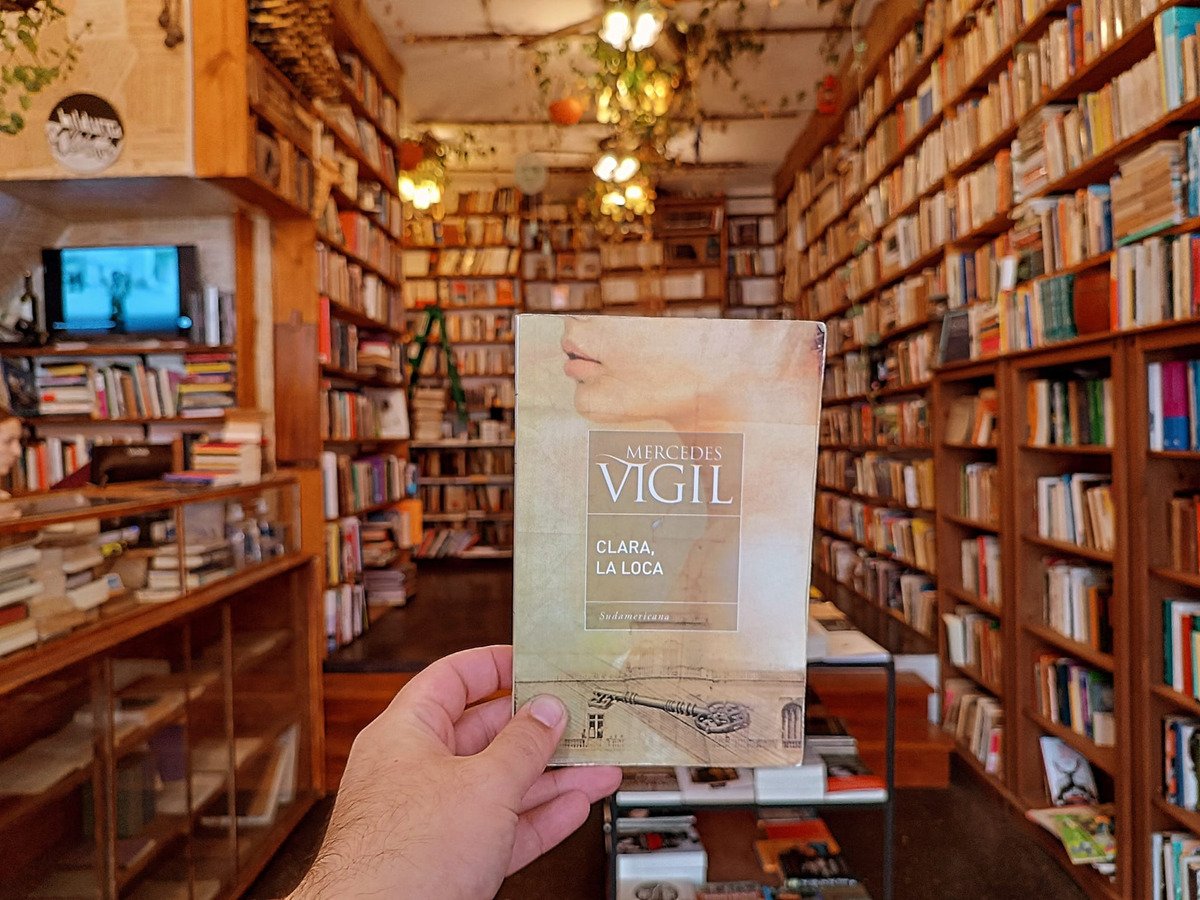 MERCEDES
VIGIL
CLARA,
LA LOCA
Sudamericana